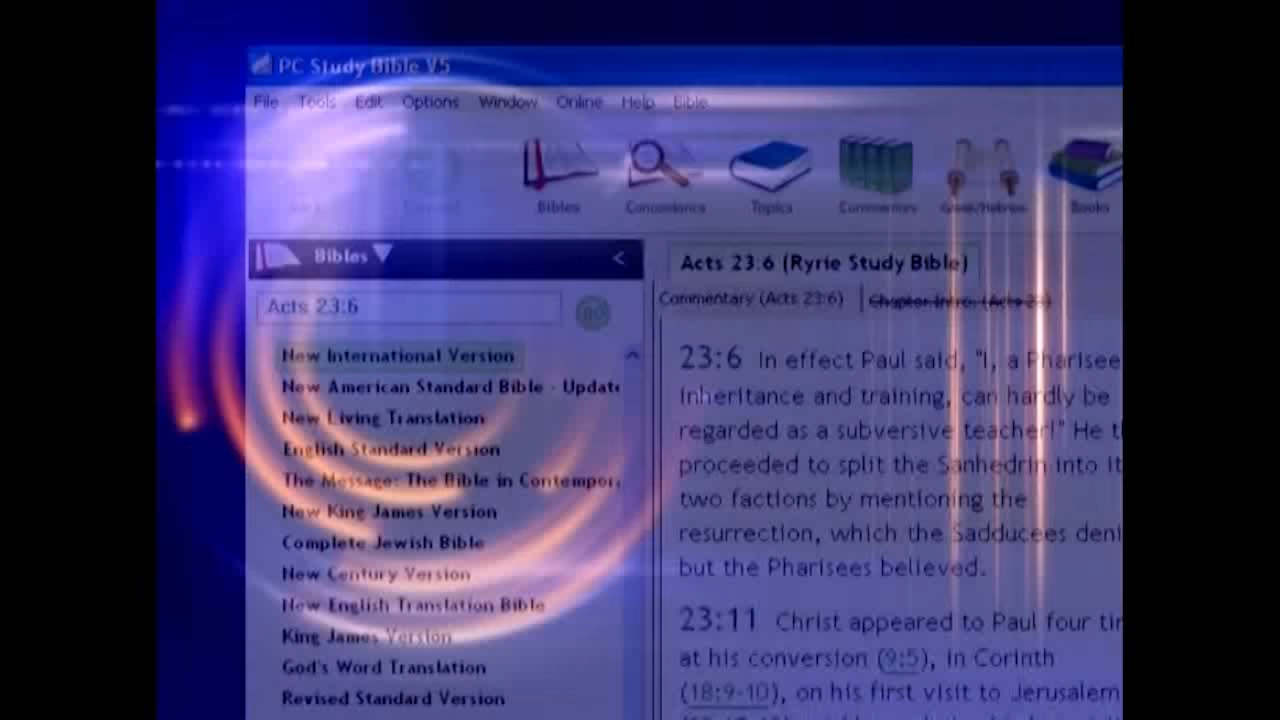 PC Study Bible V5
File Tools Edit Options Window Online Help Bible
Bibles Concordance Topics Commentary Greek/Hebrew Books
Bibles <
Acts 23:6
New International Version
New American Standard Bible - Updat
New Living Translation
English Standard Version
The Message: The Bible in Contempor
New King James Version
Complete Jewish Bible
New Century Version
New English Translation Bible
King James Version
God's Word Translation
Revised Standard Version
Acts 23:6 (Ryrie Study Bible)
Commentary (Acts 23:6) Chapter Intro. (Acts 23)
23:6 In effect Paul said, "I, a Pharisee
inheritance and training, can hardly be
regarded as a subversive teacher!" He t
proceeded to split the Sanhedrin into it
two factions by mentioning the
resurrection, which the Sadducees deni
but the Pharisees believed.
23:11 Christ appeared to Paul four tim
at his conversion (9:5), in Corinth
(18:9-10), on his first visit to Jerusalem